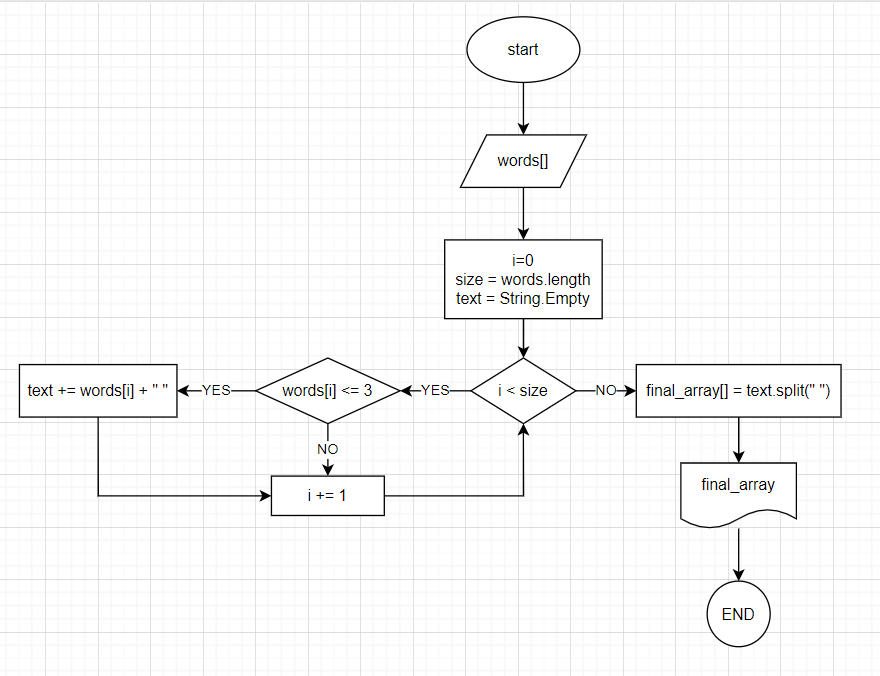 start
words[]
i=0
size = words.length
text = String.Empty
i < size
YES
words[i] <= 3
YES
text += words[i] + " "
NO
i += 1
NO
final_array[] = text.split(" ")
final_array
END